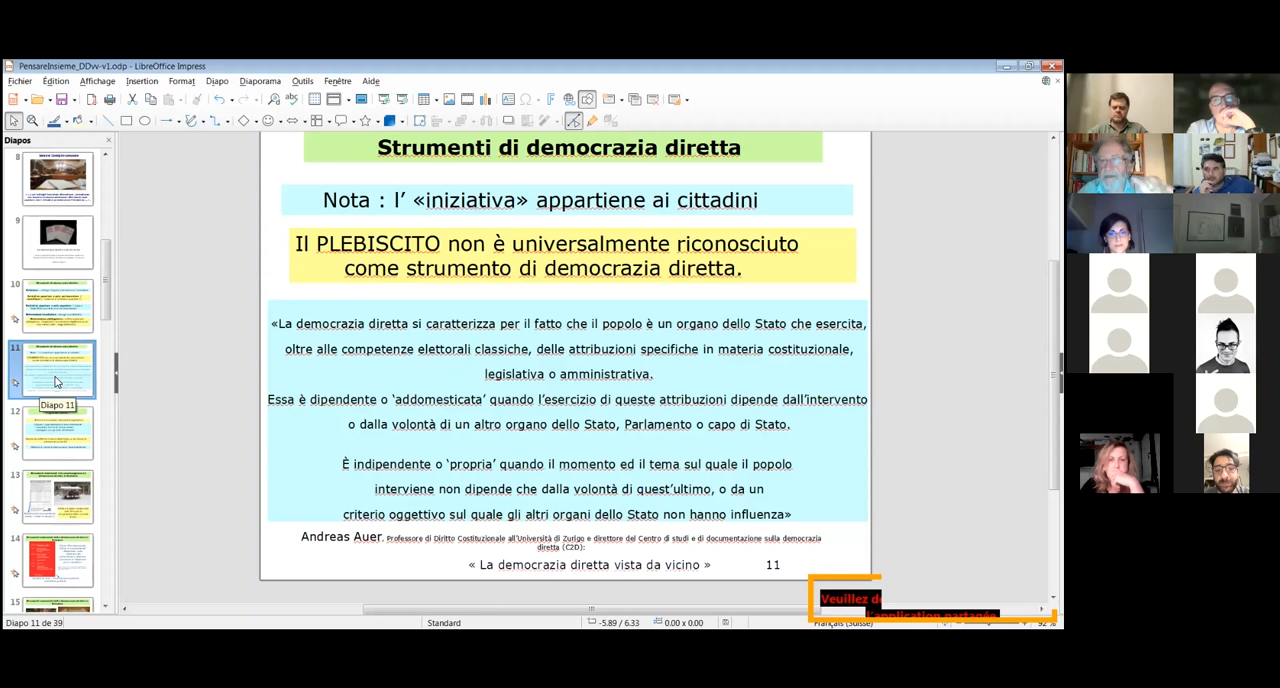 PensareInsieme_DDvv-v1.odp - LibreOffice Impress
Fichier Édition Affichage Insertion Format Diapo Diaporama Outils Fenêtre Aide
Diapos
8
9
10
11
Diapo 11
12
13
14
15
Strumenti di democrazia diretta
Nota : l' «iniziativa» appartiene ai cittadini
Il PLEBISCITO non è universalmente riconosciuto
come strumento di democrazia diretta.
«La democrazia diretta si caratterizza per il fatto che il popolo è un organo dello Stato che esercita,
oltre alle competenze elettorali classiche, delle attribuzioni specifiche in materia costituzionale,
legislativa o amministrativa.
Essa è dipendente o 'addomesticata' quando l'esercizio di queste attribuzioni dipende dall'intervento
o dalla volontà di un altro organo dello Stato, Parlamento o capo di Stato.
È indipendente o 'propria' quando il momento ed il tema sul quale il popolo
interviene non dipende che dalla volontà di quest'ultimo, o da un
criterio oggettivo sul quale gli altri organi dello Stato non hanno influenza»
Andreas Auer, Professore di Diritto Costituzionale nell'Università di Zurigo e direttore del Centro di studi e di documentazione sulla democrazia
diretta (C2D):
« La democrazia diretta vista da vicino » 11
Veuillez
l'application partagée
Diapo 11 de 39 Standard -5.89 / 6.33 0.00 x 0.00 Français (Suisse) 92 %